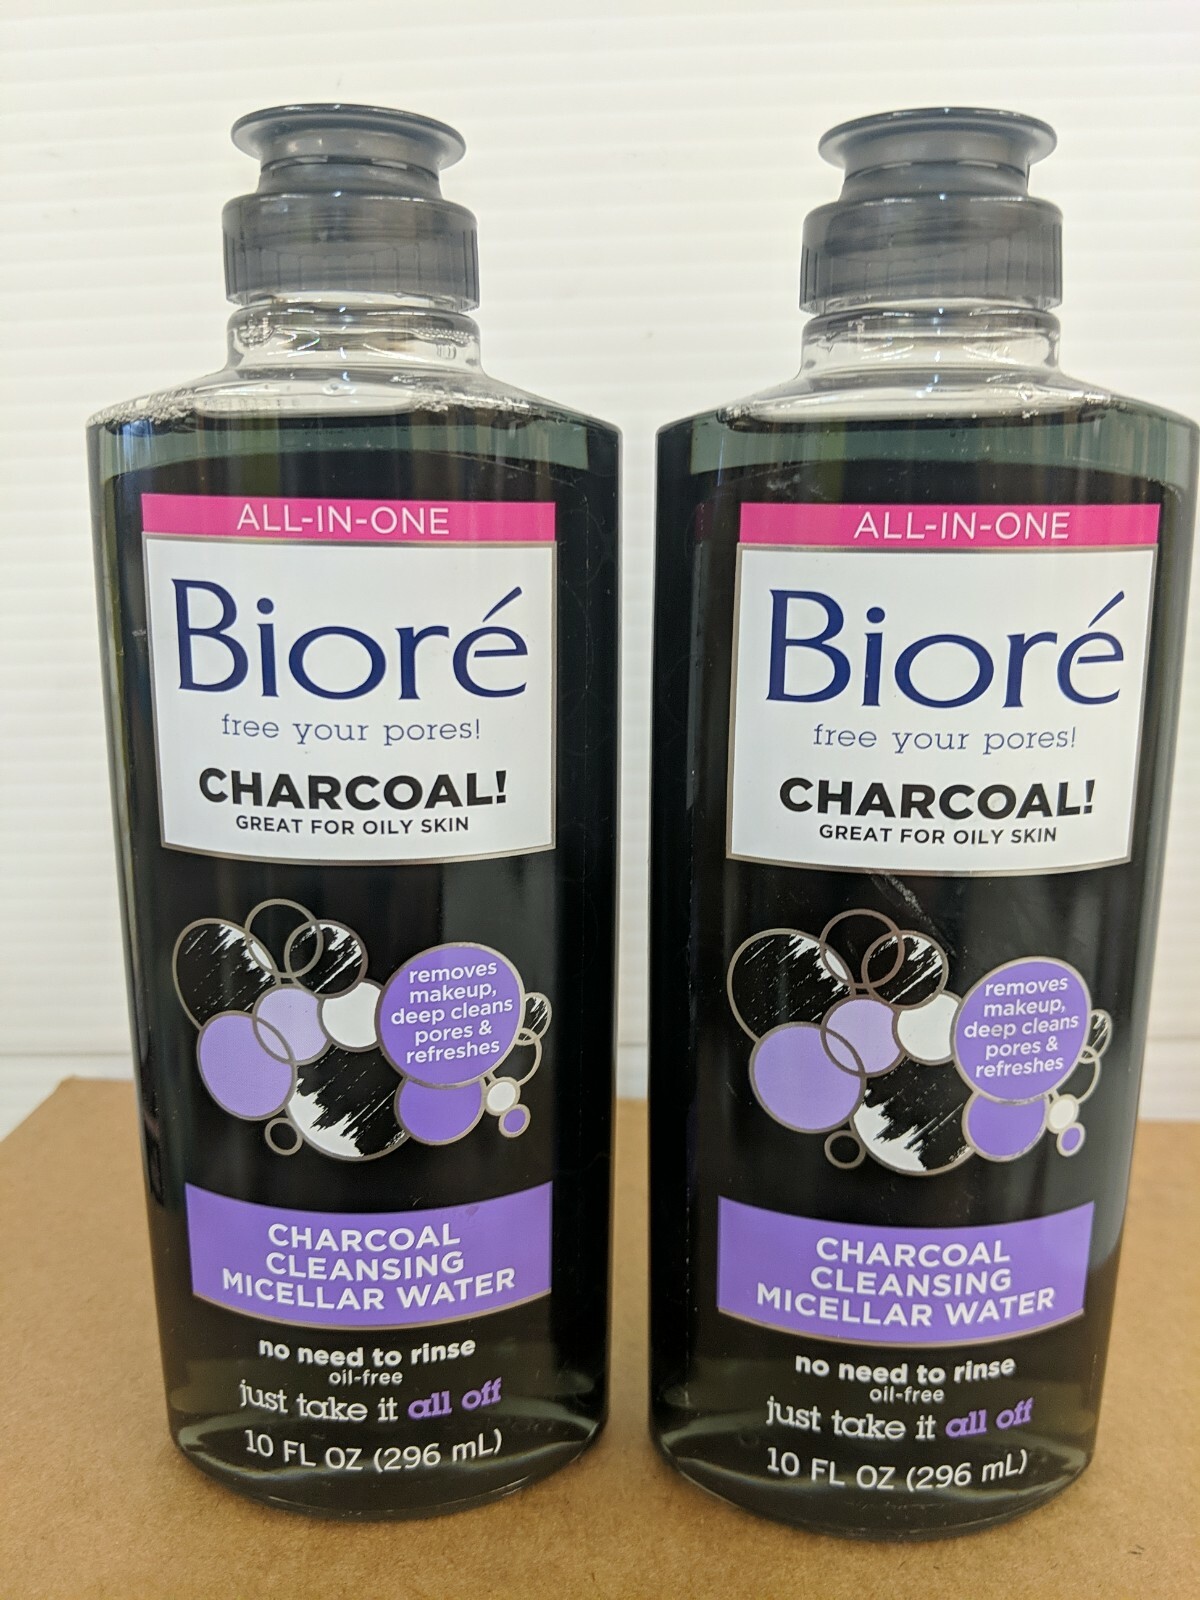 ALL-IN-ONE
Bioré
free your pores!
CHARCOAL!
GREAT FOR OILY SKIN
removes
makeup,
deep cleans
pores &
refreshes
CHARCOAL
CLEANSING
MICELLAR WATER
no need to rinse
oil-free
just take it all off
10 FL OZ (296 mL)
ALL-IN-ONE
Bioré
free your pores!
CHARCOAL!
GREAT FOR OILY SKIN
removes
makeup,
deep cleans
pores &
refreshes
CHARCOAL
CLEANSING
MICELLAR WATER
no need to rinse
oil-free
just take it all off
10 FL OZ (296 mL)